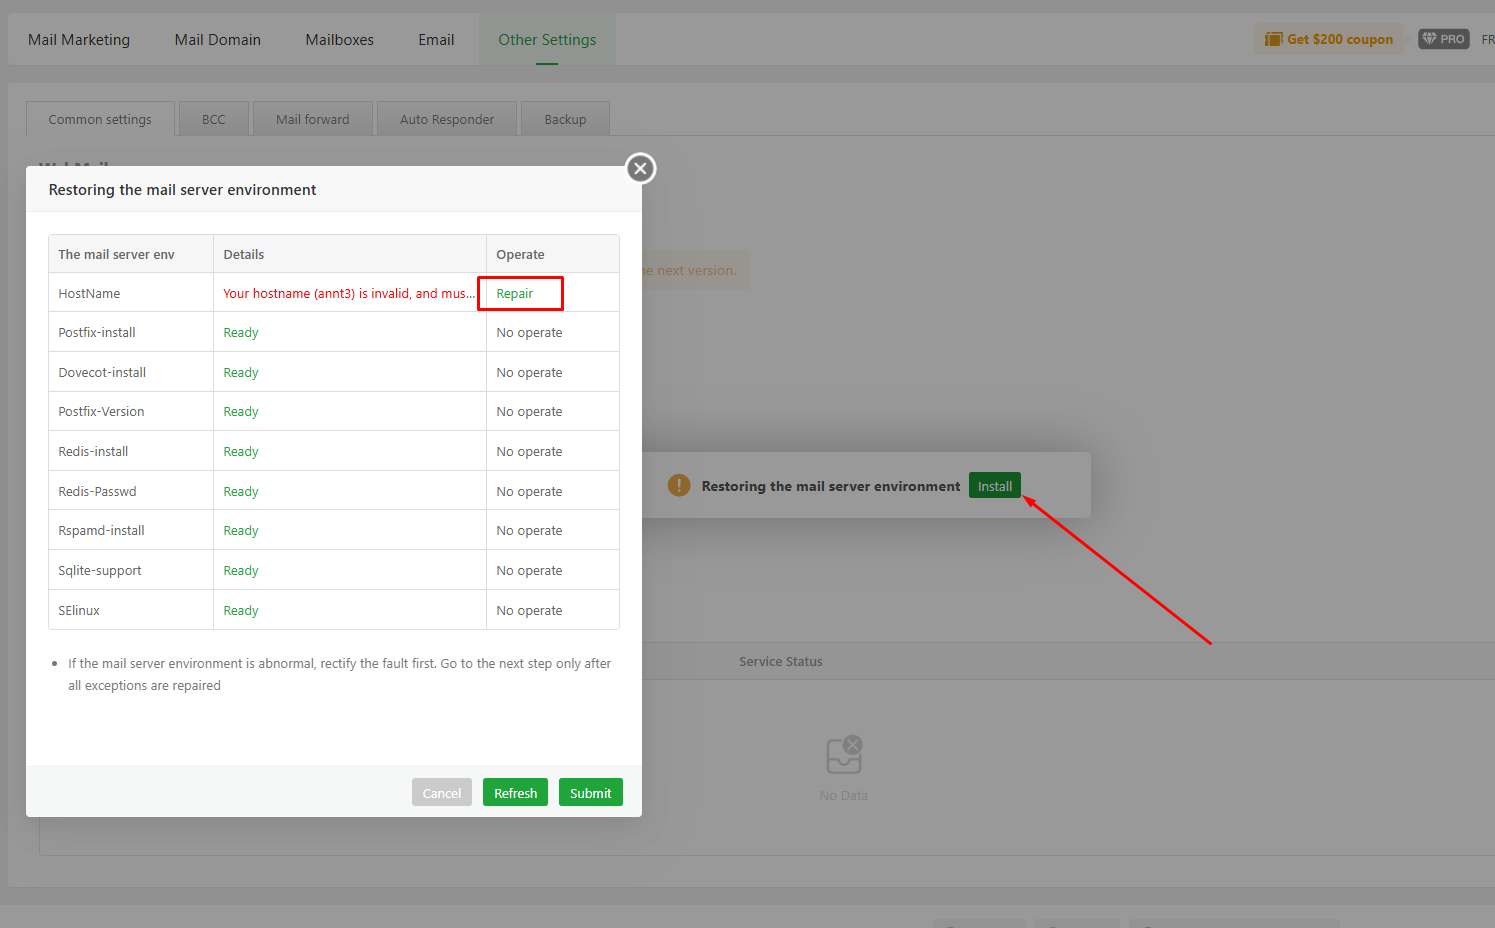 Mail Marketing Mail Domain Mailboxes Email Other Settings Get $200 coupon PRO FR
Common settings BCC Mail forward Auto Responder Backup
Restoring the mail server environment
The mail server env Details Operate
next version.
HostName Your hostname (annt3) is invalid, and mus... Repair
Postfix-install Ready No operate
Dovecot-install Ready No operate
Postfix-Version Ready No operate
Redis-install Ready No operate
Redis-Passwd Ready No operate
Rspamd-install Ready No operate
Sqlite-support Ready No operate
SElinux Ready No operate
Restoring the mail server environment Install
If the mail server environment is abnormal, rectify the fault first. Go to the next step only after
all exceptions are repaired
Service Status
No Data
Cancel Refresh Submit